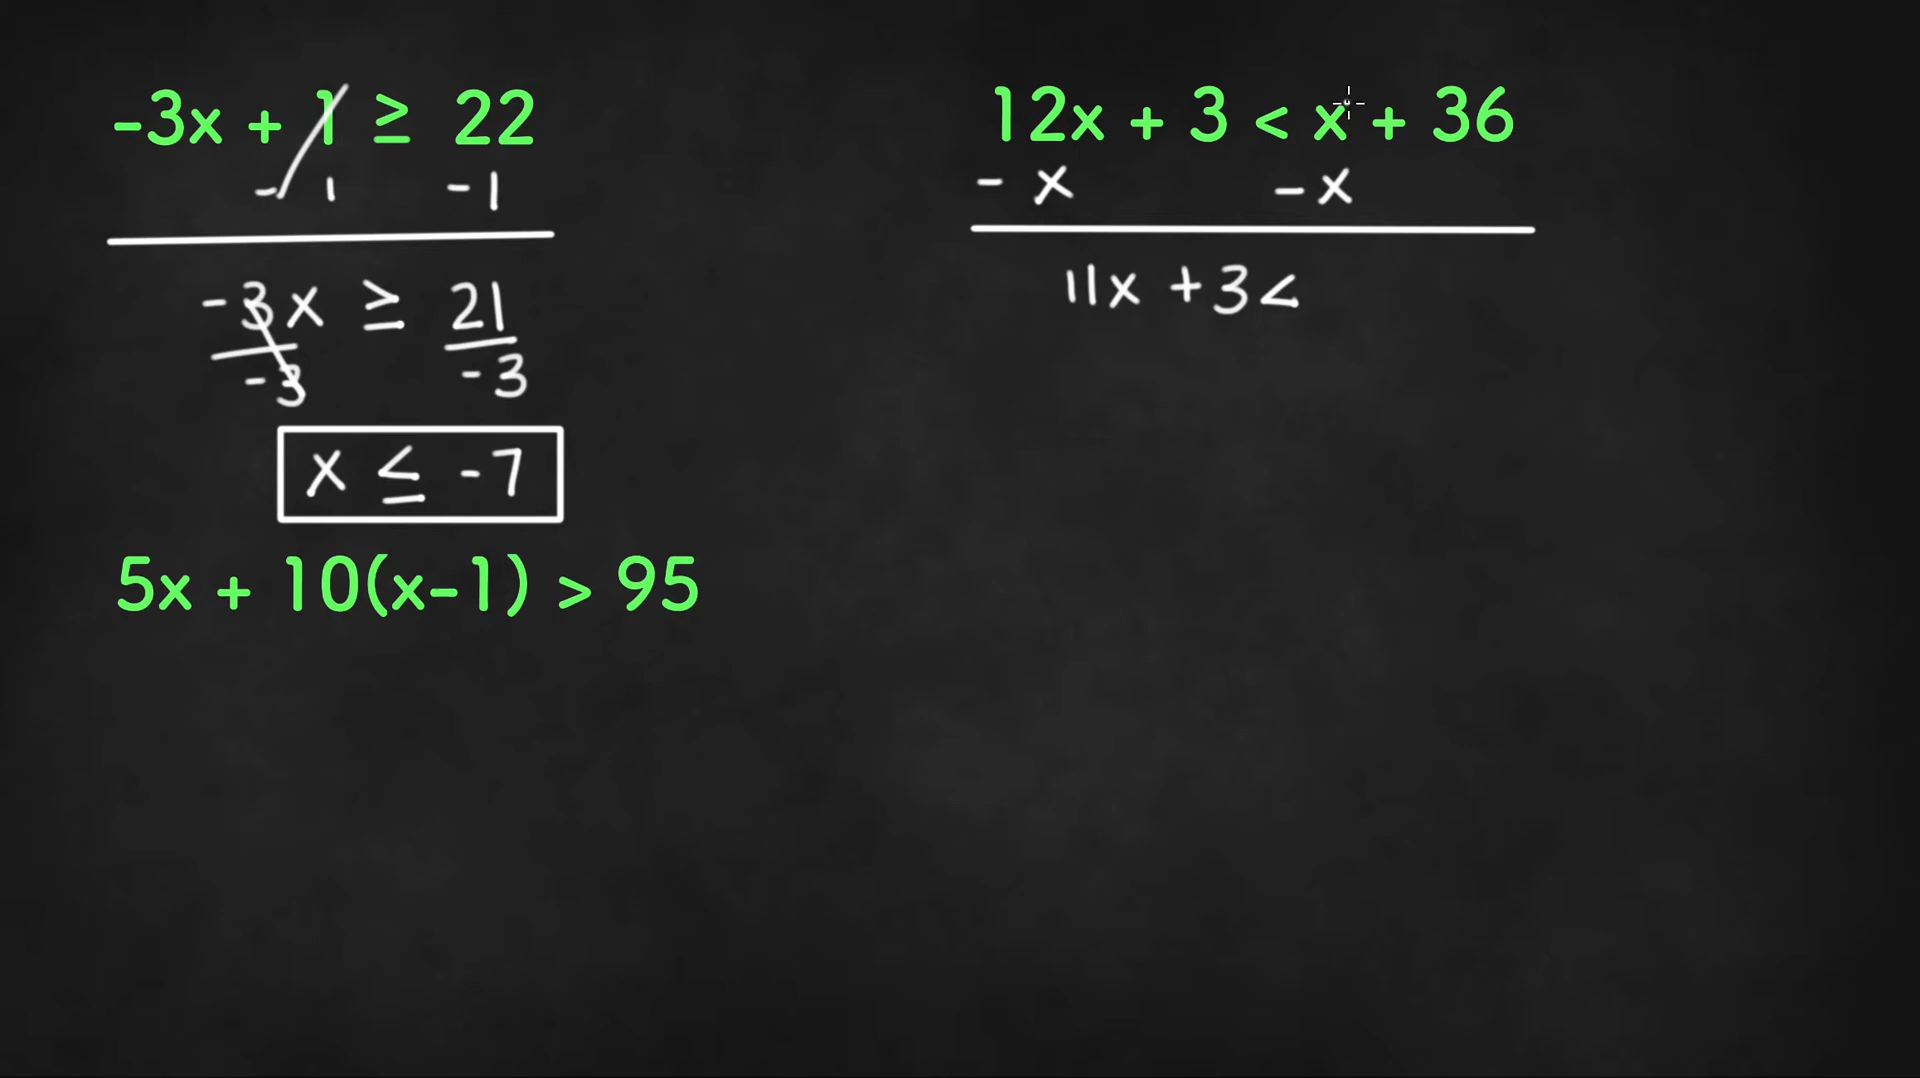 -3x + 1 ≥ 22
- 1 -1
-3x ≥ 21
-3 -3
x ≤ -7
5x + 10(x-1) > 95
12x + 3 < x + 36
- x -x
11x +3<